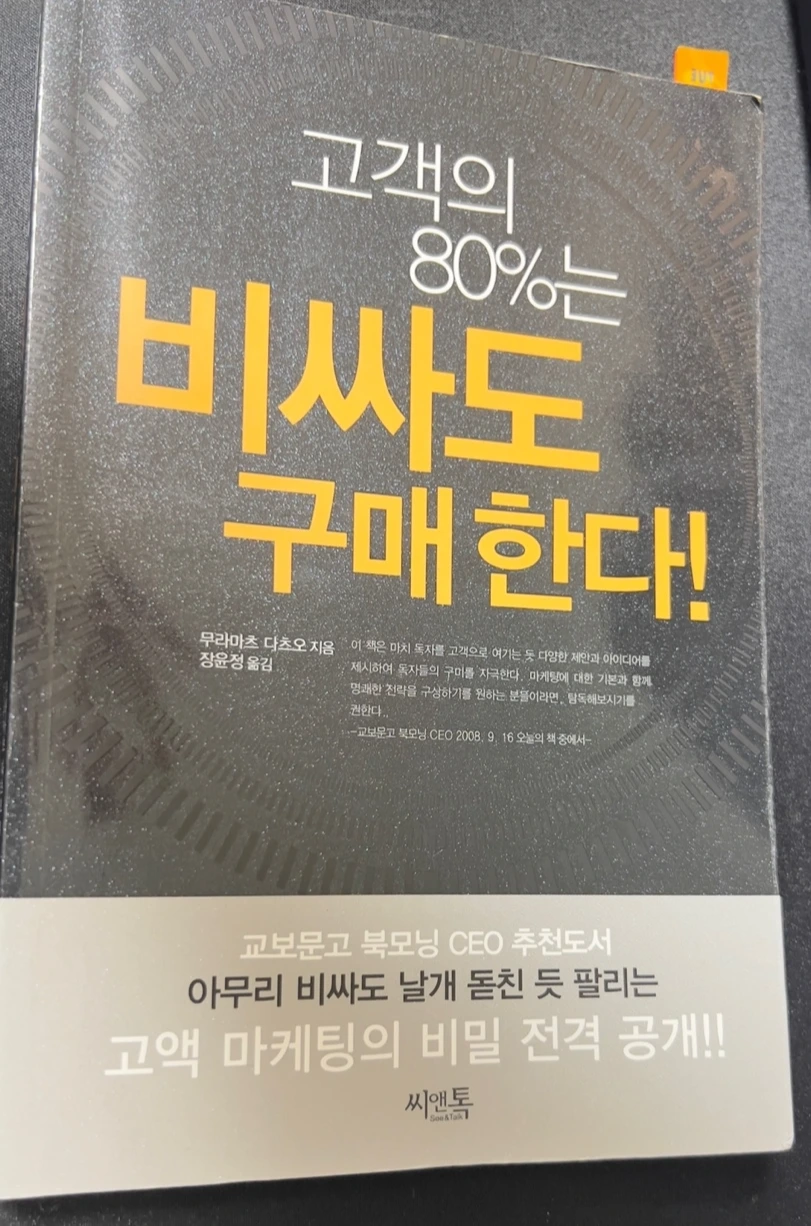 고객의
80%는
비싸도
구매한다!
무라마츠 다츠오 지음
장윤정 옮김
이 책은 마치 독자를 고객으로 여기는 듯 다양한 제안과 아이디어를
제시하여 독자들의 구미를 자극한다. 마케팅에 대한 기본과 함께
명쾌한 전략을 구상하기를 원하는 분들이라면, 탐독해보시기를
권한다..
-교보문고 북모닝 CEO 2008. 9. 16 오늘의 책 중에서-
교보문고 북모닝 CEO 추천도서
아무리 비싸도 날개 돋친 듯 팔리는
고액 마케팅의 비밀 전격 공개!!
씨앤톡
See&Talk